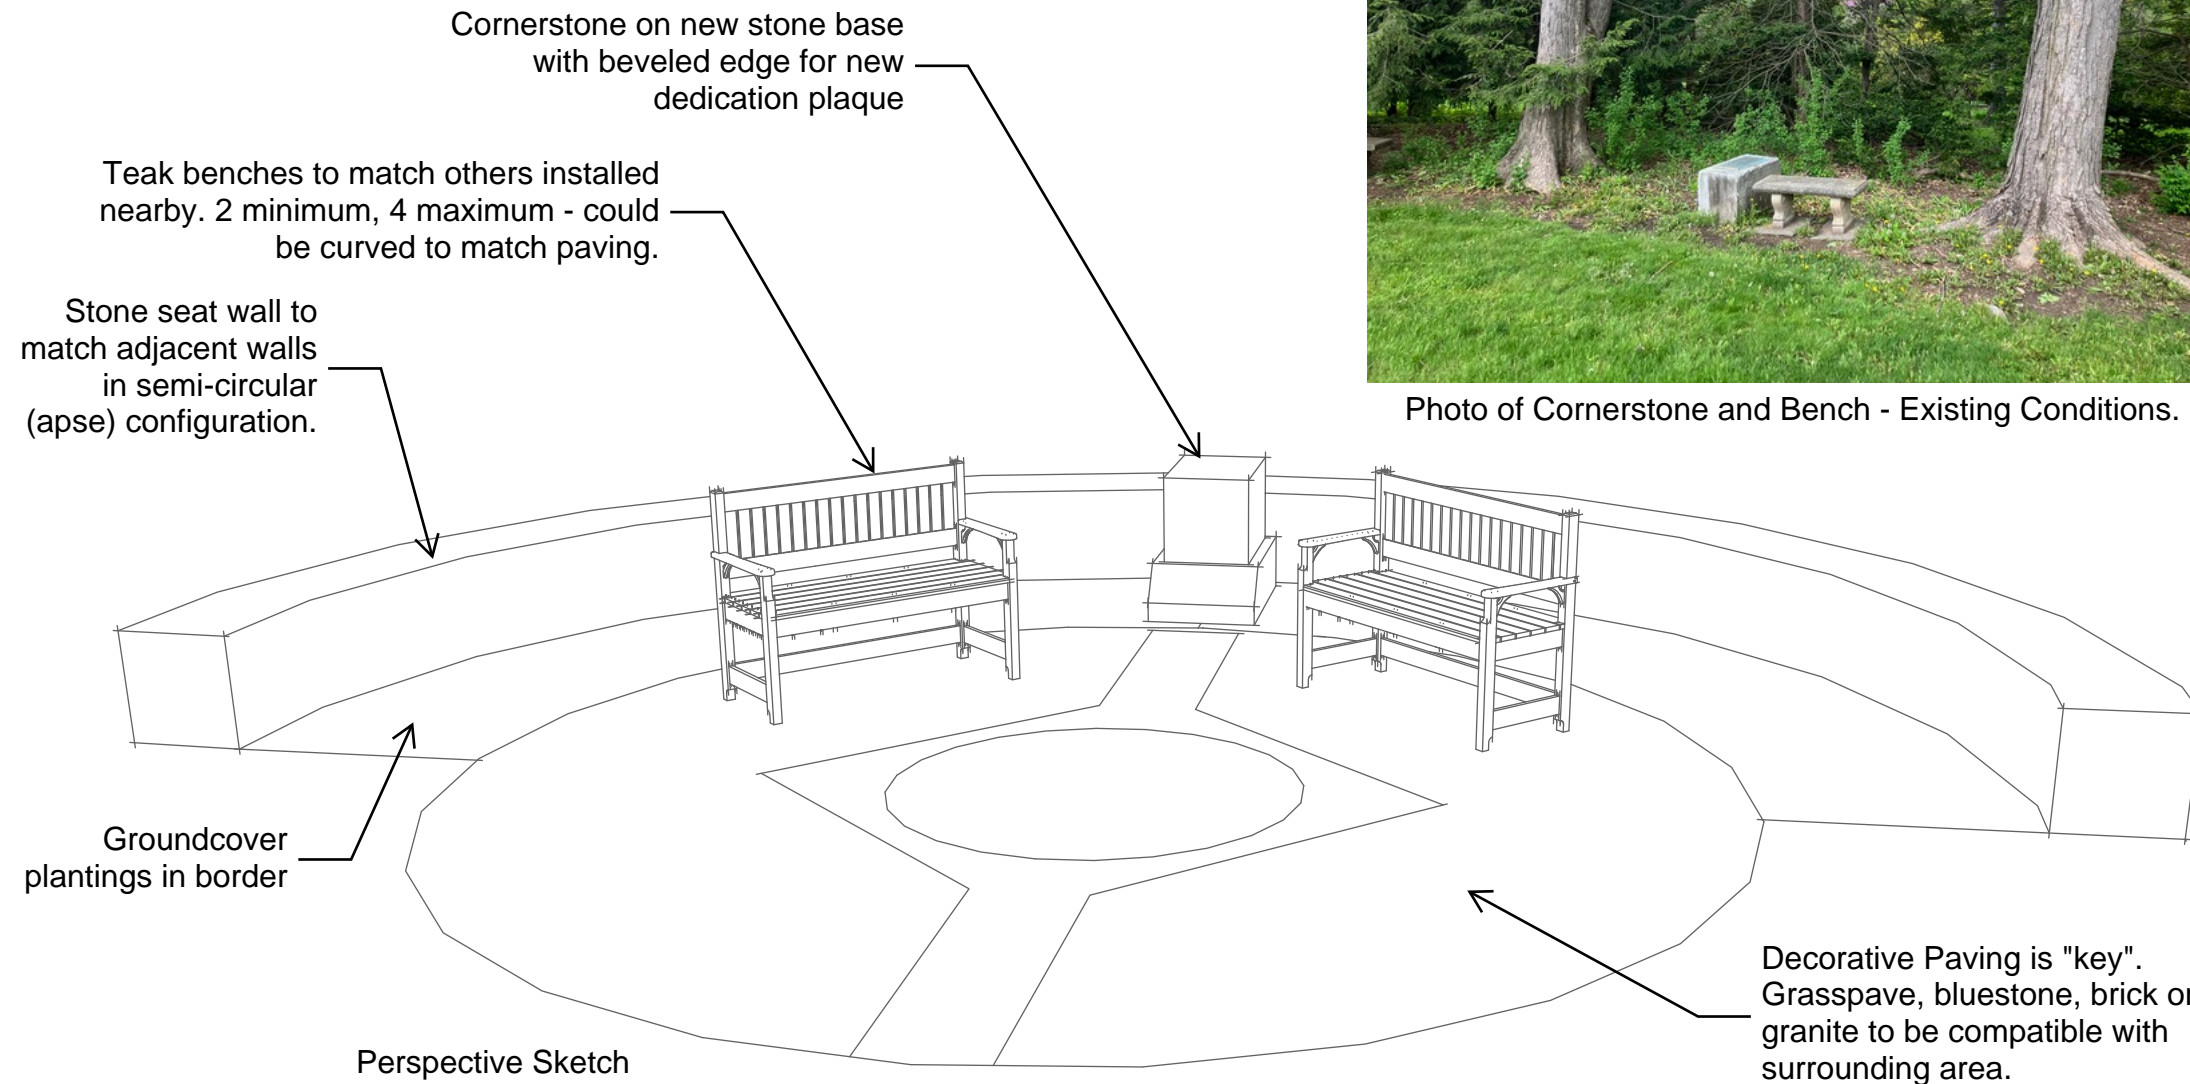 Cornerstone on new stone base
with beveled edge for new
dedication plaque
Teak benches to match others installed
nearby. 2 minimum, 4 maximum - could
be curved to match paving.
Stone seat wall to
match adjacent walls
in semi-circular
(apse) configuration.
Photo of Cornerstone and Bench - Existing Conditions.
Groundcover
plantings in border
Decorative Paving is "key".
Grasspave, bluestone, brick or
granite to be compatible with
surrounding area.
Perspective Sketch